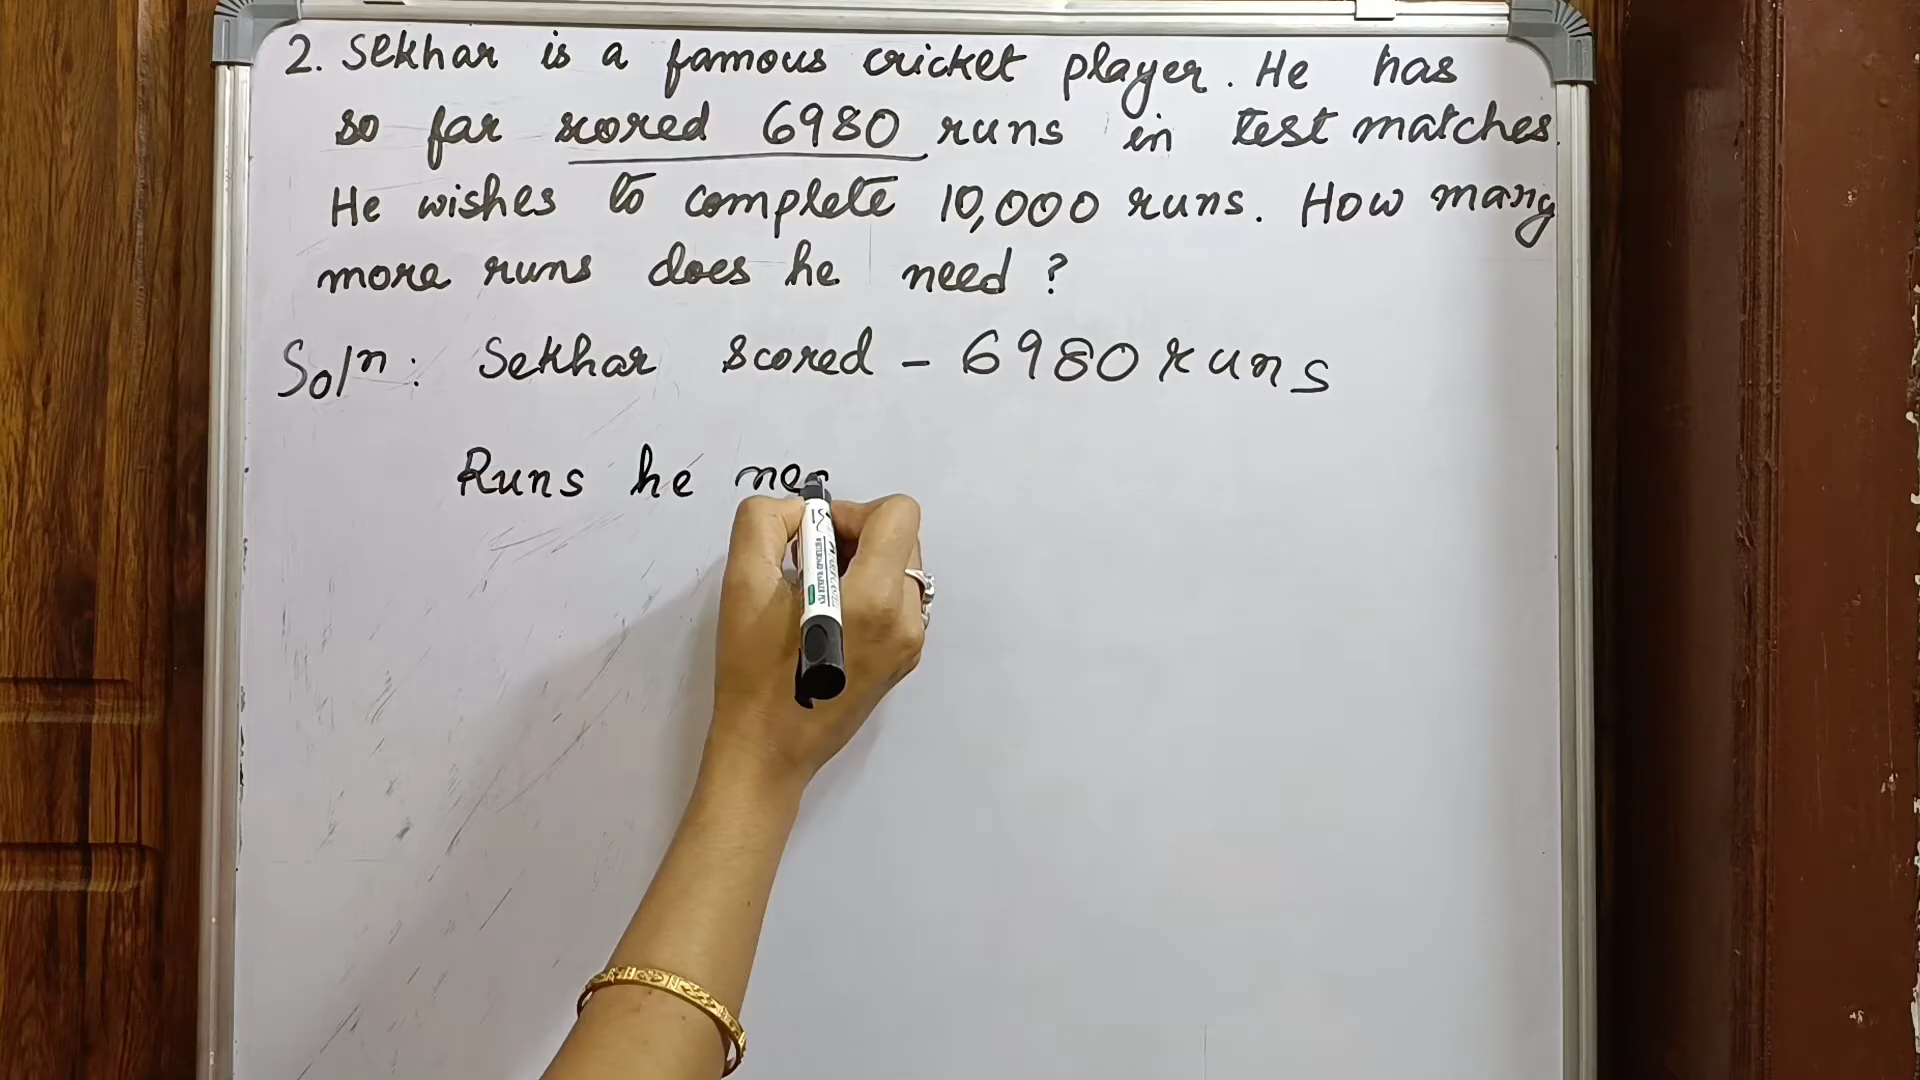 2. Sekhar is a famous cricket player. He has
so far scored 6980 runs in test matches.
He wishes to complete 10,000 runs. How many
more runs does he need ?
Soln: Sekhar scored - 6980 runs
Runs he nee